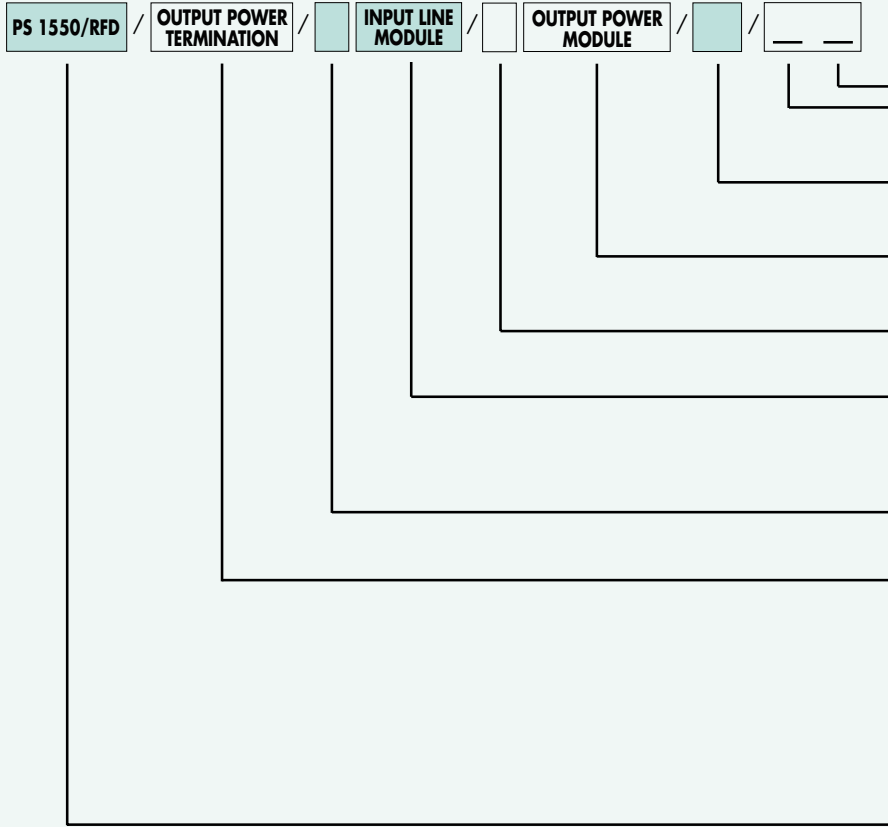 PS 1550/RFD / OUTPUT POWER / INPUT LINE / OUTPUT POWER / /
TERMINATION MODULE MODULE